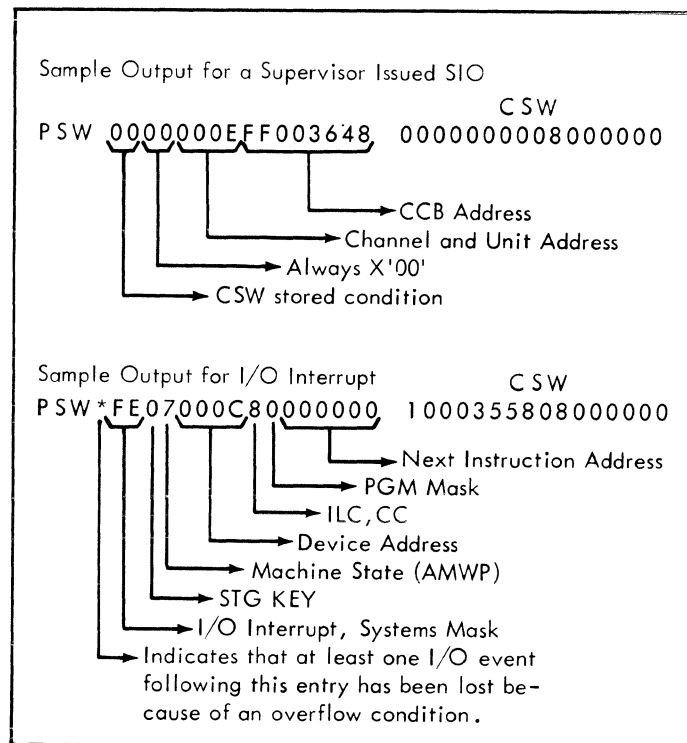 Sample Output for a Supervisor Issued SIO
CSW
PSW 0000000EFF003648 0000000008000000
CCB Address
Channel and Unit Address
Always X'00'
CSW stored condition
Sample Output for I/O Interrupt
CSW
PSW*FE07000C80000000 1000355808000000
Next Instruction Address
PGM Mask
ILC,CC
Device Address
Machine State (AMWP)
STG KEY
I/O Interrupt, Systems Mask
Indicates that at least one I/O event
following this entry has been lost be-
cause of an overflow condition.